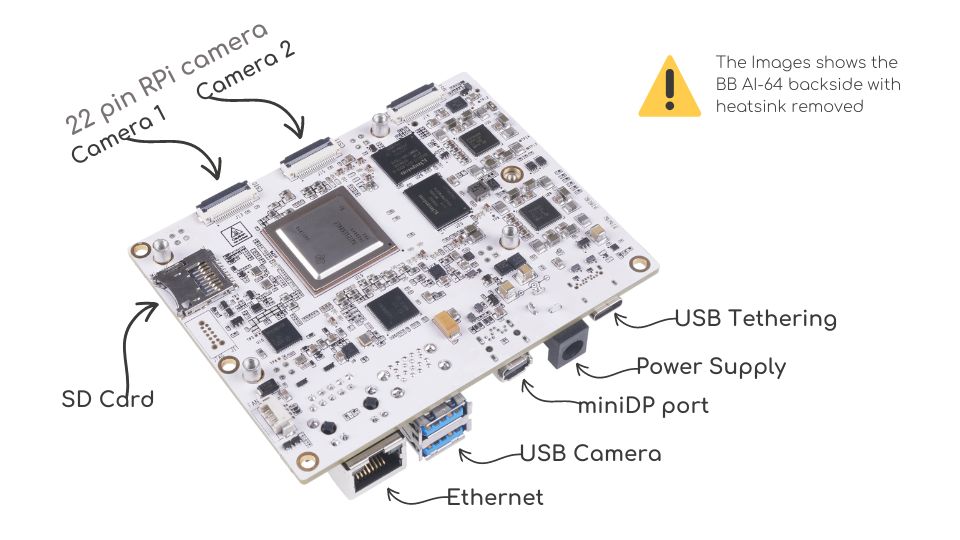 22 pin RPi camera
Camera 1
Camera 2
The Images shows the
BB AI-64 backside with
heatsink removed
SD Card
USB Tethering
Power Supply
miniDP port
USB Camera
Ethernet